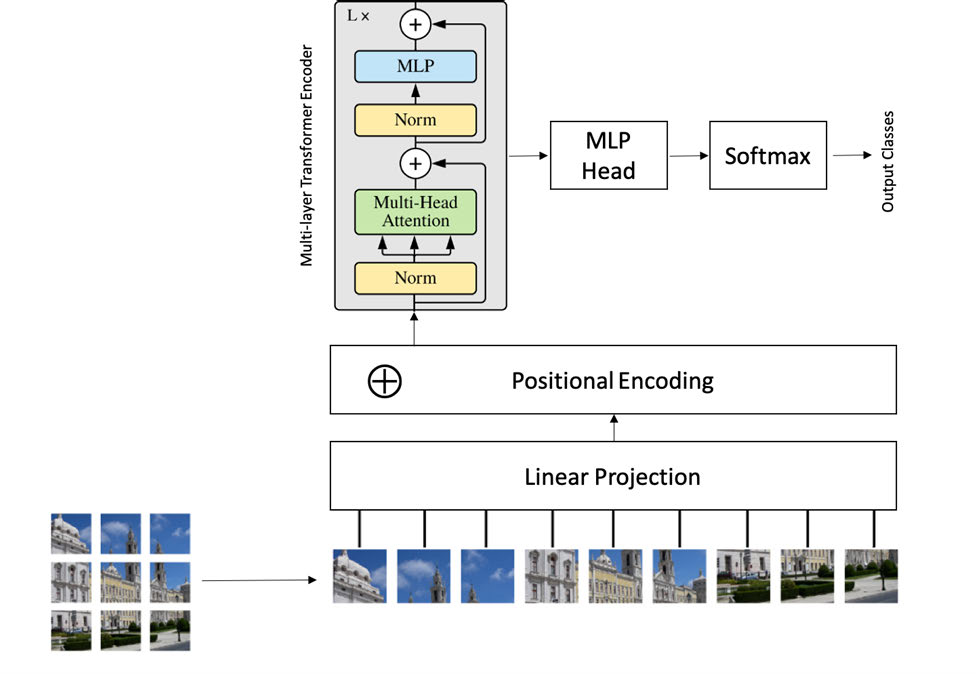 L ×
MLP
Norm
Multi-Head
Attention
Norm
Multi-layer Transformer Encoder
MLP
Head
Softmax
Output Classes
Positional Encoding
Linear Projection